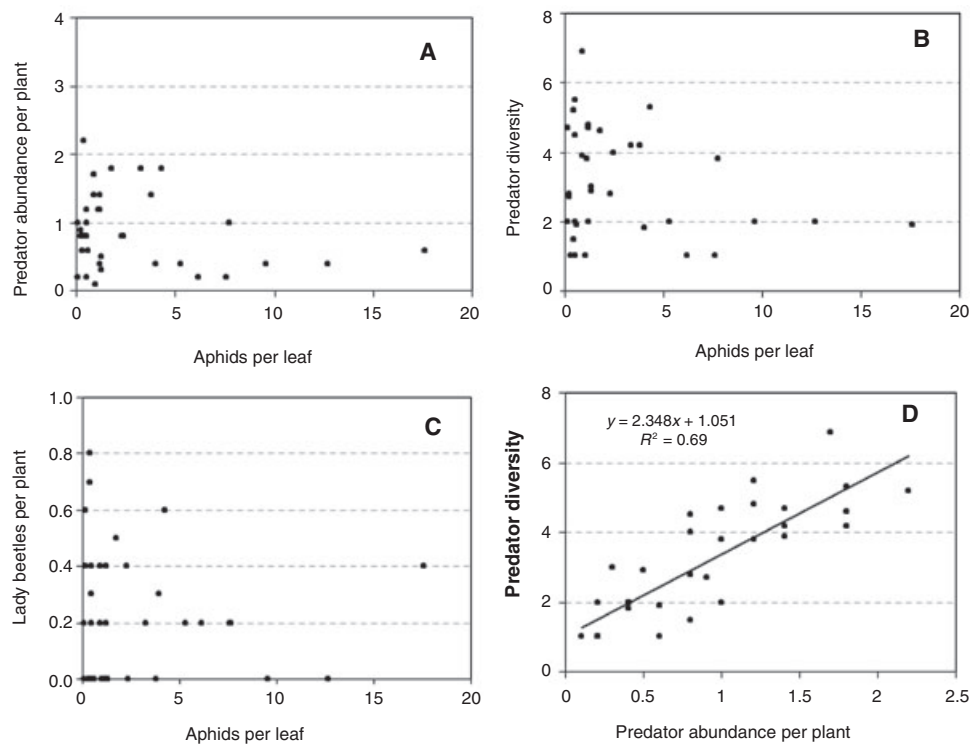 A
Predator abundance per plant
4
3
2
1
0
0 5 10 15 20
Aphids per leaf
B
Predator diversity
8
6
4
2
0
0 5 10 15 20
Aphids per leaf
C
Lady beetles per plant
1.0
0.8
0.6
0.4
0.2
0.0
0 5 10 15 20
Aphids per leaf
D
y = 2.348x + 1.051
R² = 0.69
Predator diversity
8
6
4
2
0
0 0.5 1 1.5 2 2.5
Predator abundance per plant